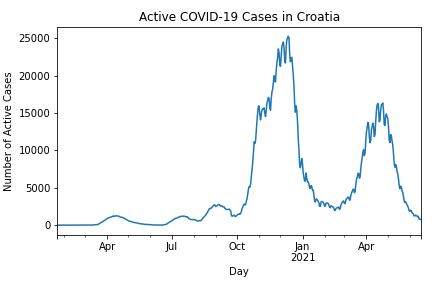 Active COVID-19 Cases in Croatia
25000
20000
15000
10000
5000
0
Number of Active Cases
Apr Jul Oct Jan Apr
2021
Day